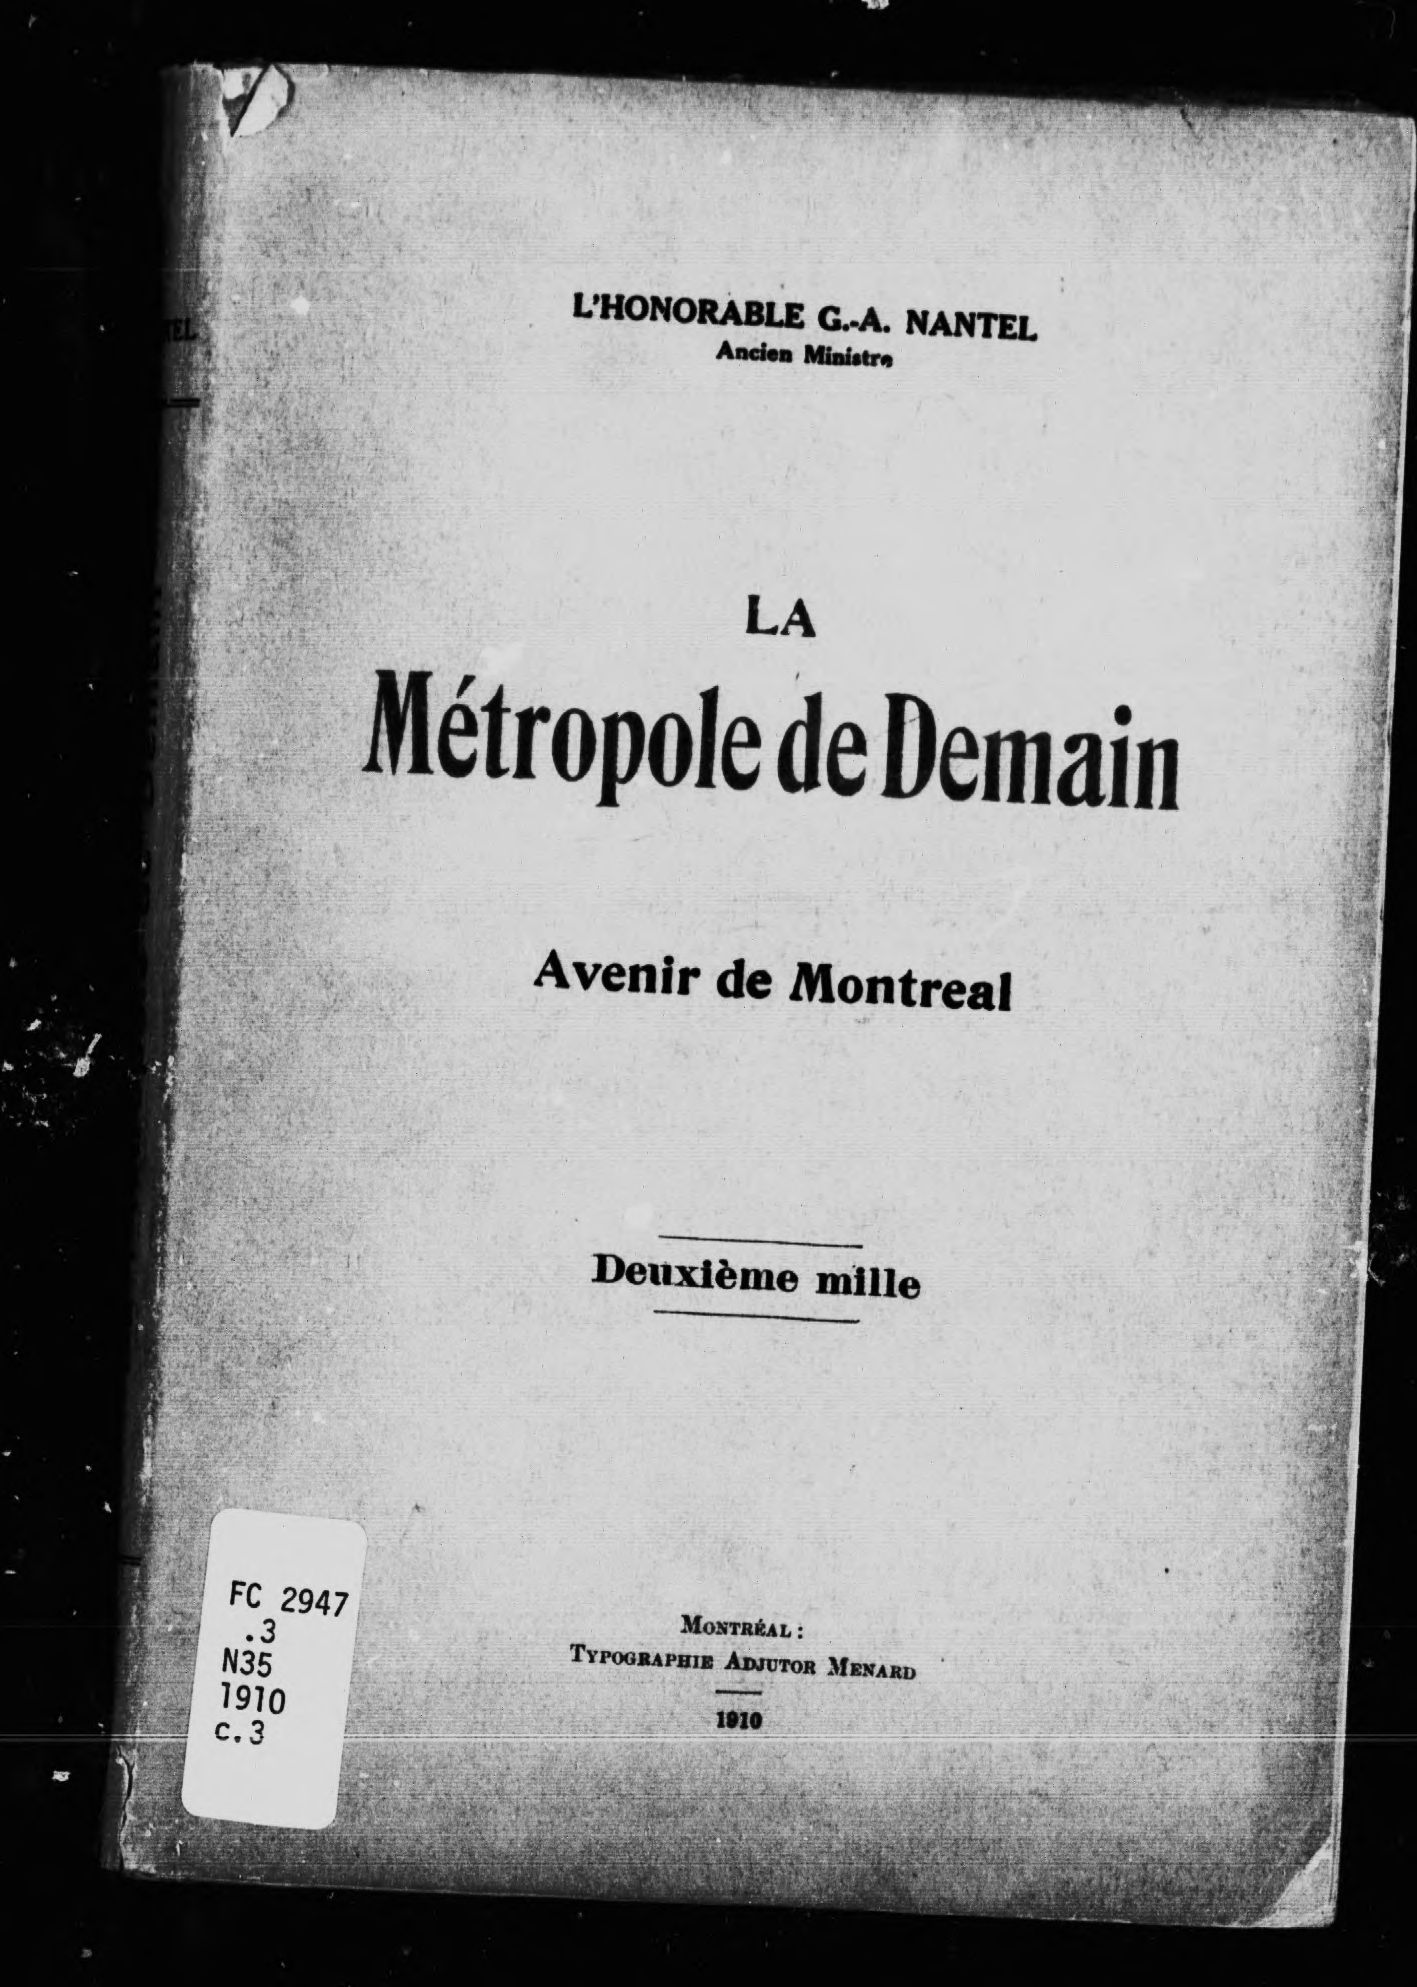 L'HONORABLE G.-A. NANTEL
Ancien Ministre
LA
Métropole de Demain
Avenir de Montreal
Deuxième mille
MONTRÉAL :
TYPOGRAPHIE ADJUTOR MENARD
1910
FC 2947
.3
N35
1910
c.3